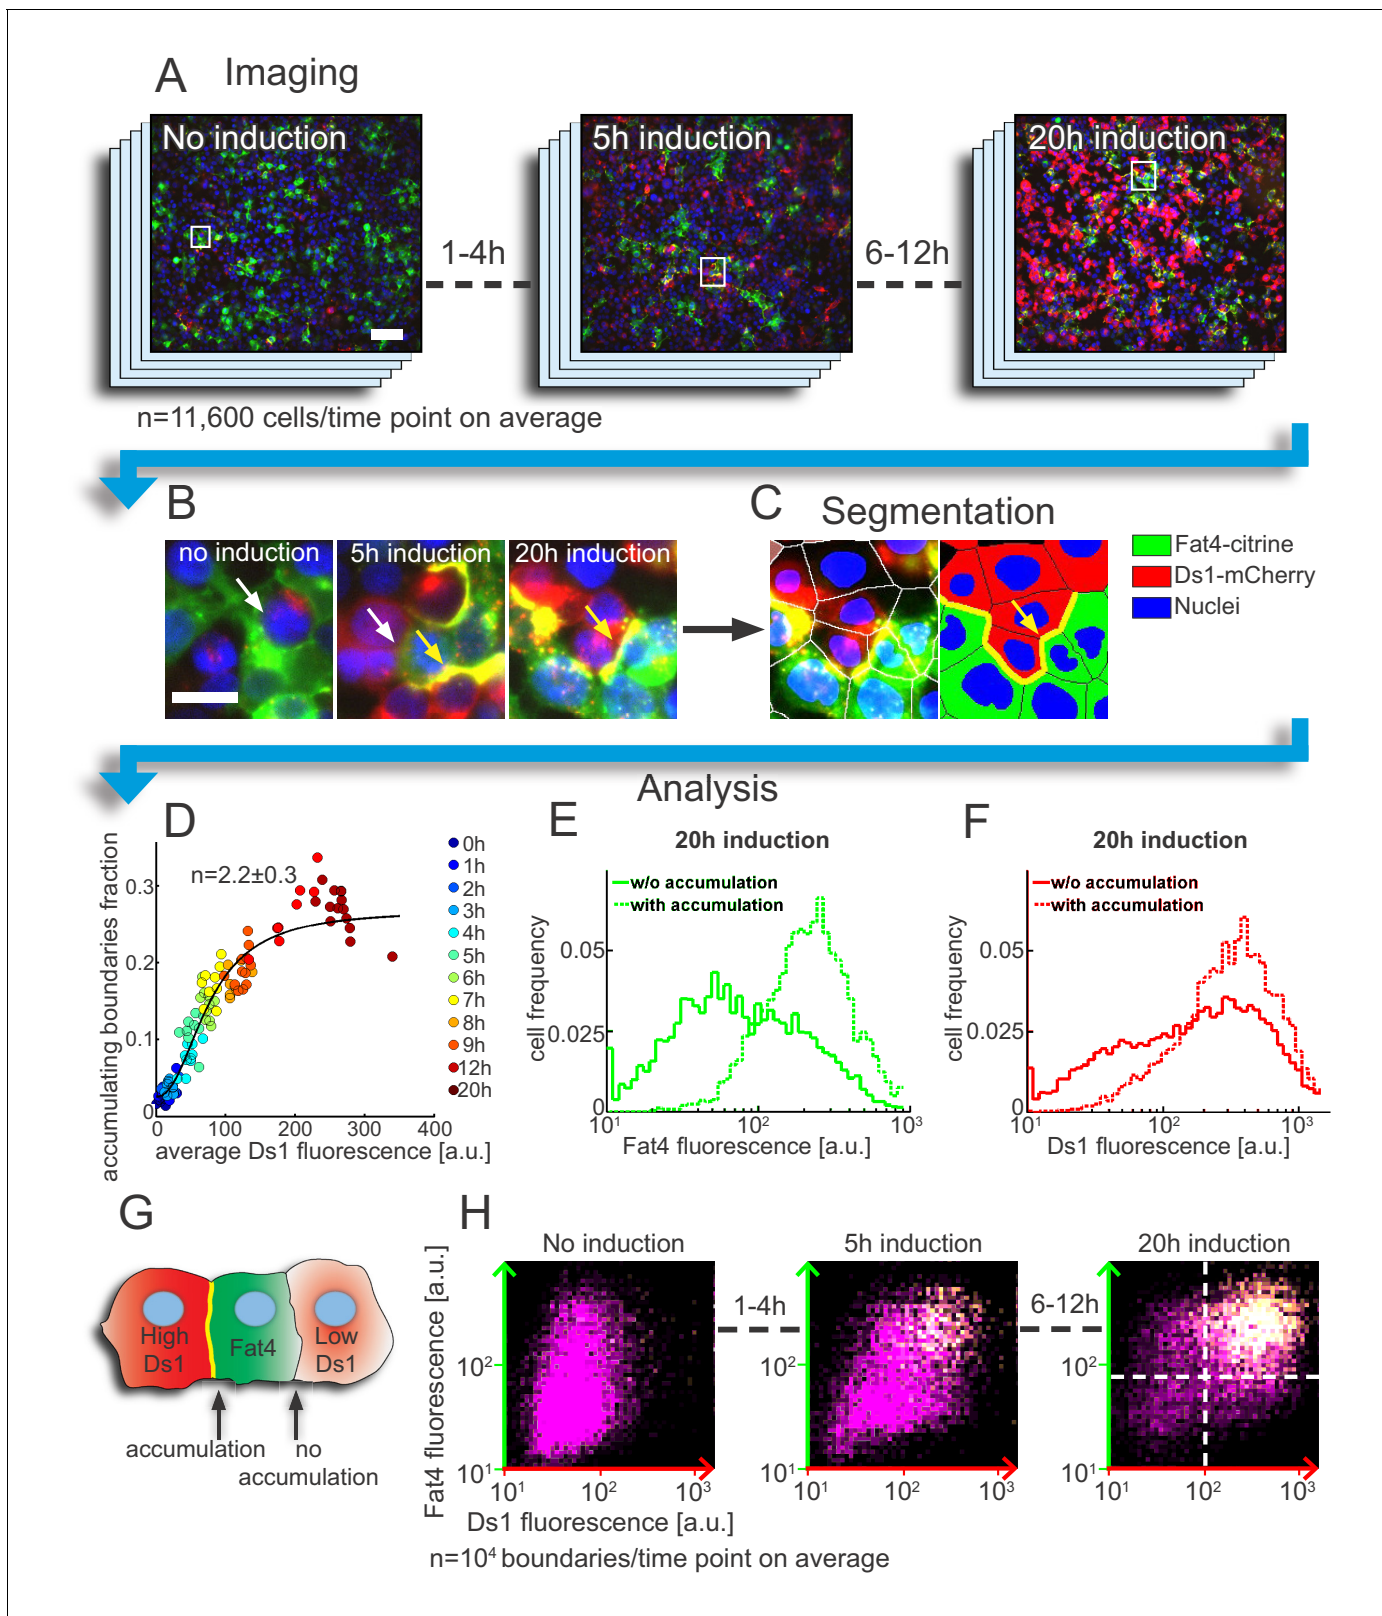 A Imaging
No induction
5h induction
20h induction
1-4h
6-12h
n=11,600 cells/time point on average
B
no induction
5h induction
20h induction
C Segmentation
Fat4-citrine
Ds1-mCherry
Nuclei
Analysis
D
accumulating boundaries fraction
0.3
0.2
0.1
0
n=2.2±0.3
0h
1h
2h
3h
4h
5h
6h
7h
8h
9h
12h
20h
0 100 200 300 400
average Ds1 fluorescence [a.u.]
E
20h induction
w/o accumulation
with accumulation
cell frequency
0.05
0.025
0
10¹ 10² 10³
Fat4 fluorescence [a.u.]
F
20h induction
w/o accumulation
with accumulation
cell frequency
0.05
0.025
0
10¹ 10² 10³
Ds1 fluorescence [a.u.]
G
High
Ds1
Fat4
Low
Ds1
accumulation
no
accumulation
H
Fat4 fluorescence [a.u.]
No induction
5h induction
20h induction
1-4h
6-12h
10²
10¹
10¹ 10² 10³
10²
10¹
10¹ 10² 10³
10²
10¹
10¹ 10² 10³
Ds1 fluorescence [a.u.]
n=10⁴ boundaries/time point on average